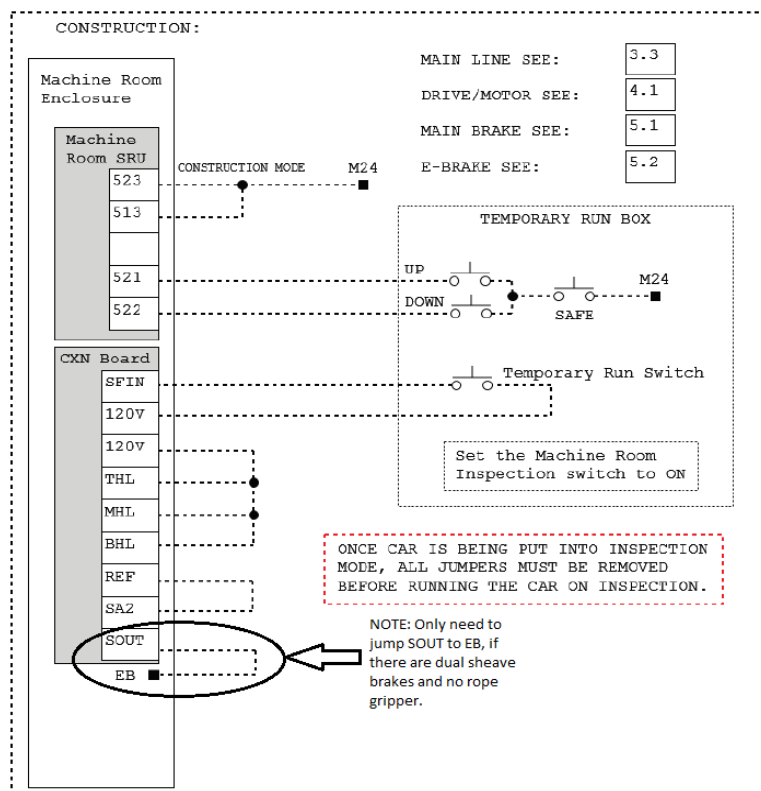 CONSTRUCTION:
MAIN LINE SEE: 3.3
DRIVE/MOTOR SEE: 4.1
MAIN BRAKE SEE: 5.1
E-BRAKE SEE: 5.2
Machine Room
Enclosure
Machine
Room SRU
523
CONSTRUCTION MODE
M24
513
521
522
TEMPORARY RUN BOX
UP
DOWN
SAFE
M24
CXN Board
SFIN
Temporary Run Switch
120V
120V
THL
MHL
BHL
REF
SA2
SOUT
EB
Set the Machine Room
Inspection switch to ON
ONCE CAR IS BEING PUT INTO INSPECTION
MODE, ALL JUMPERS MUST BE REMOVED
BEFORE RUNNING THE CAR ON INSPECTION.
NOTE: Only need to
jump SOUT to EB, if
there are dual sheave
brakes and no rope
gripper.